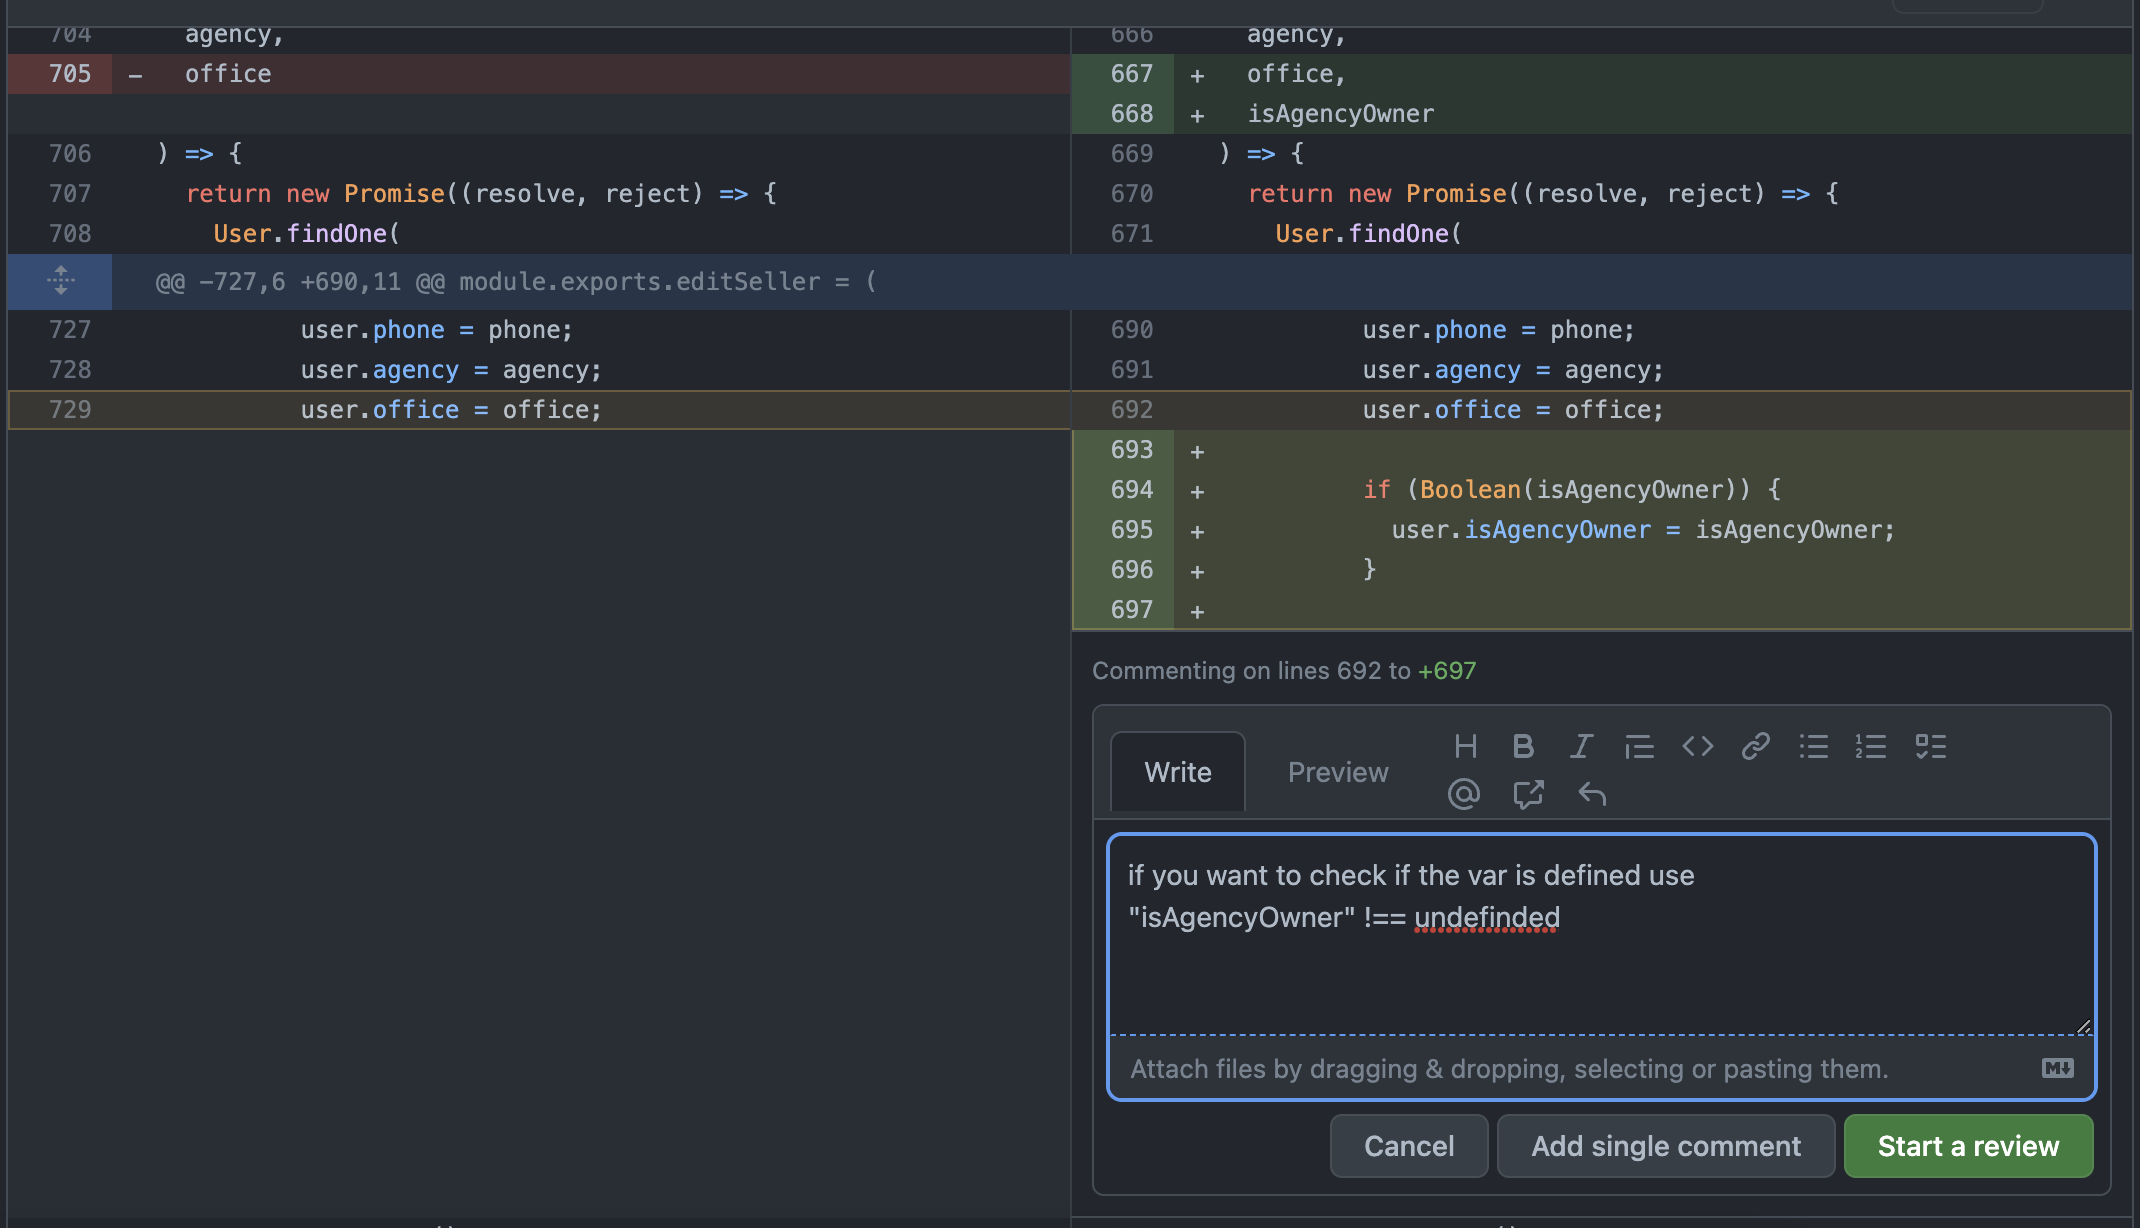 704 agency,
705 - office
706 ) => {
707 return new Promise((resolve, reject) => {
708 User.findOne(
@@ -727,6 +690,11 @@ module.exports.editSeller = (
727 user.phone = phone;
728 user.agency = agency;
729 user.office = office;
666 agency,
667 + office,
668 + isAgencyOwner
669 ) => {
670 return new Promise((resolve, reject) => {
671 User.findOne(
690 user.phone = phone;
691 user.agency = agency;
692 user.office = office;
693 +
694 + if (Boolean(isAgencyOwner)) {
695 + user.isAgencyOwner = isAgencyOwner;
696 + }
697 +
Commenting on lines 692 to +697
Write Preview
if you want to check if the var is defined use
"isAgencyOwner" !== undefinded
Attach files by dragging & dropping, selecting or pasting them.
Cancel Add single comment Start a review